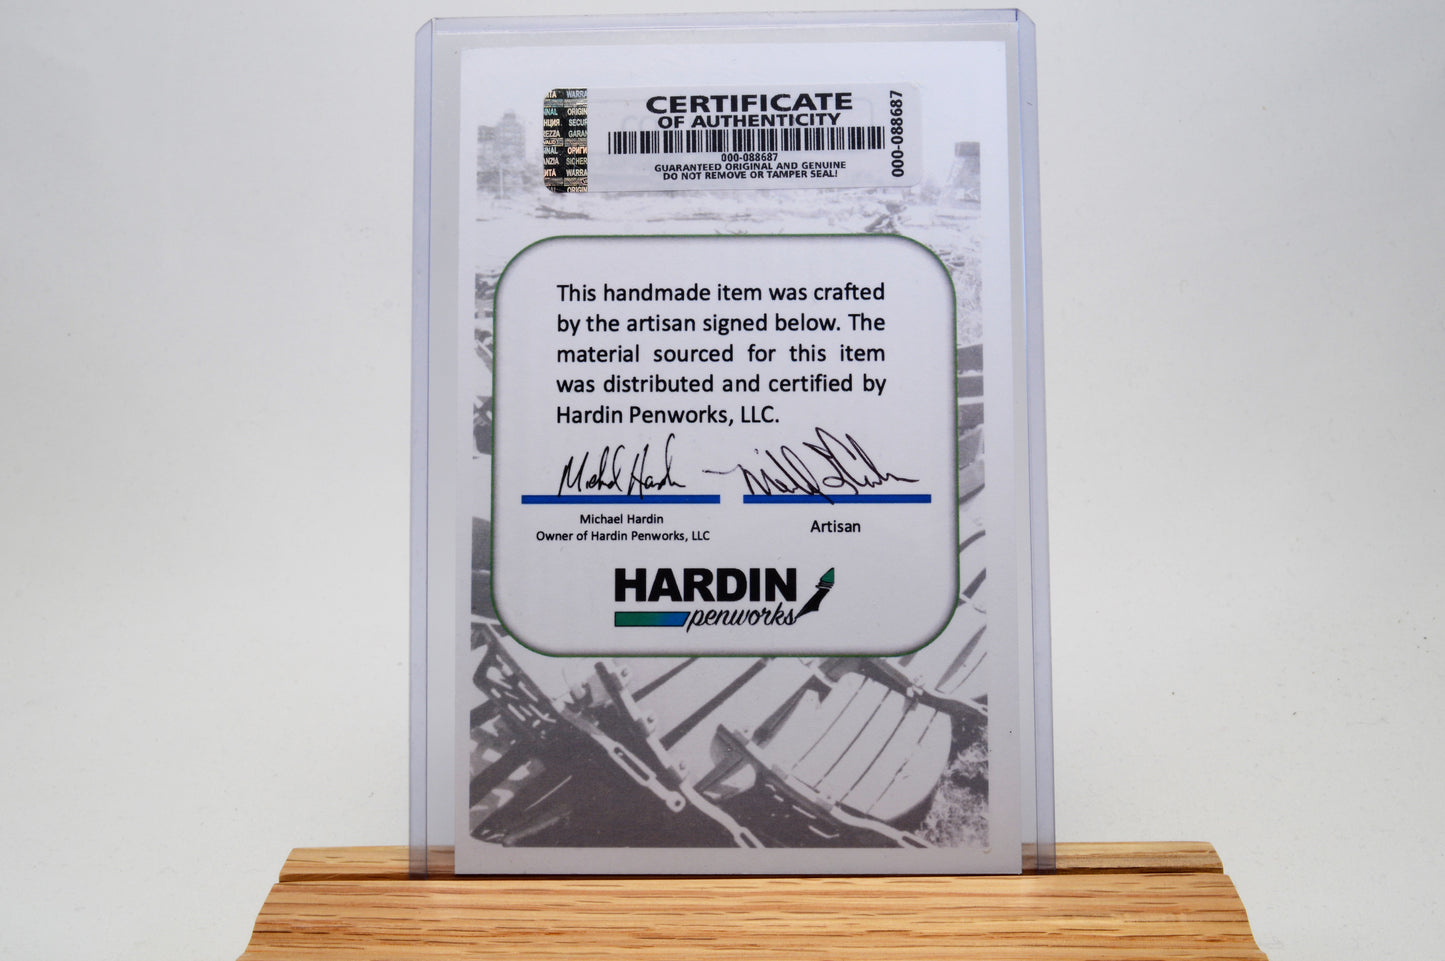 CERTIFICATE
OF AUTHENTICITY
000-088687
GUARANTEED ORIGINAL AND GENUINE
DO NOT REMOVE OR TAMPER SEAL!
000-088687
This handmade item was crafted
by the artisan signed below. The
material sourced for this item
was distributed and certified by
Hardin Penworks, LLC.
Michael Hardin
Owner of Hardin Penworks, LLC
Artisan
HARDIN
penworks